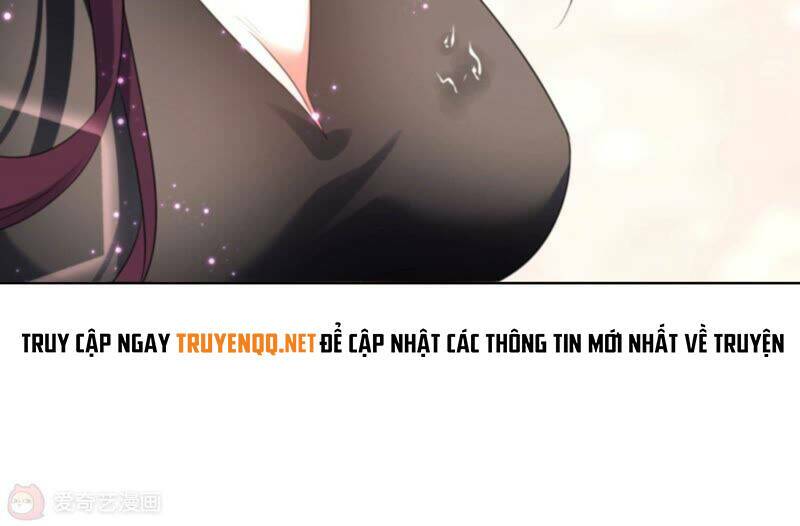 TRUY CẬP NGAY TRUYENQQ.NET ĐỂ CẬP NHẬT CÁC THÔNG TIN MỚI NHẤT VỀ TRUYỆN
爱奇艺漫画